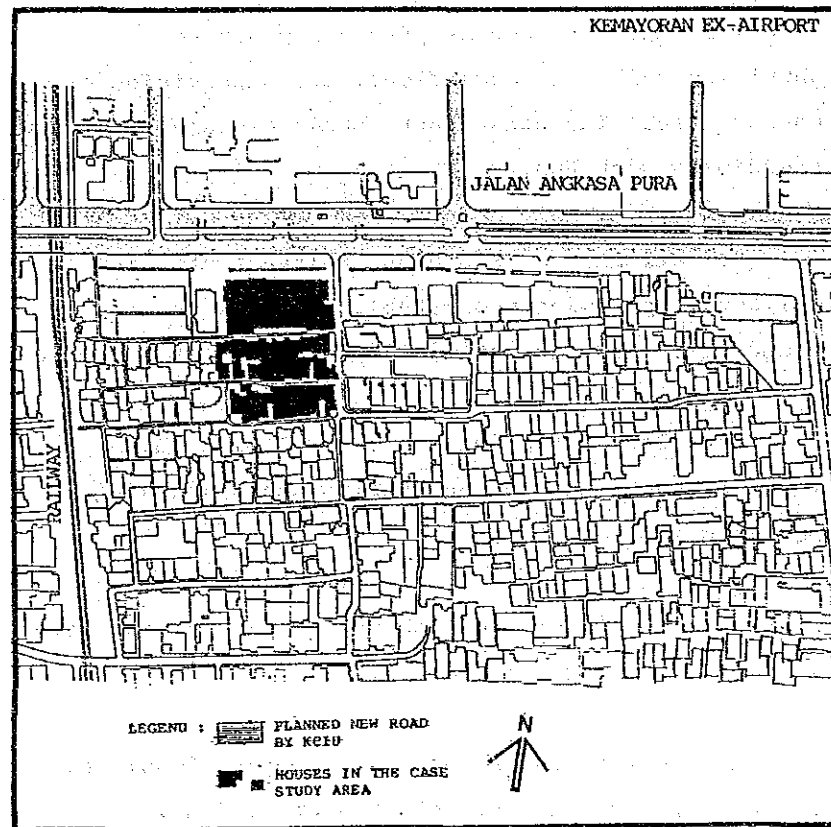 KEMAYORAN EX-AIRPORT
JALAN ANGKASA PURA
RAILWAY
LEGEND : PLANNED NEW ROAD
BY
HOUSES IN THE CASE
STUDY AREA
N